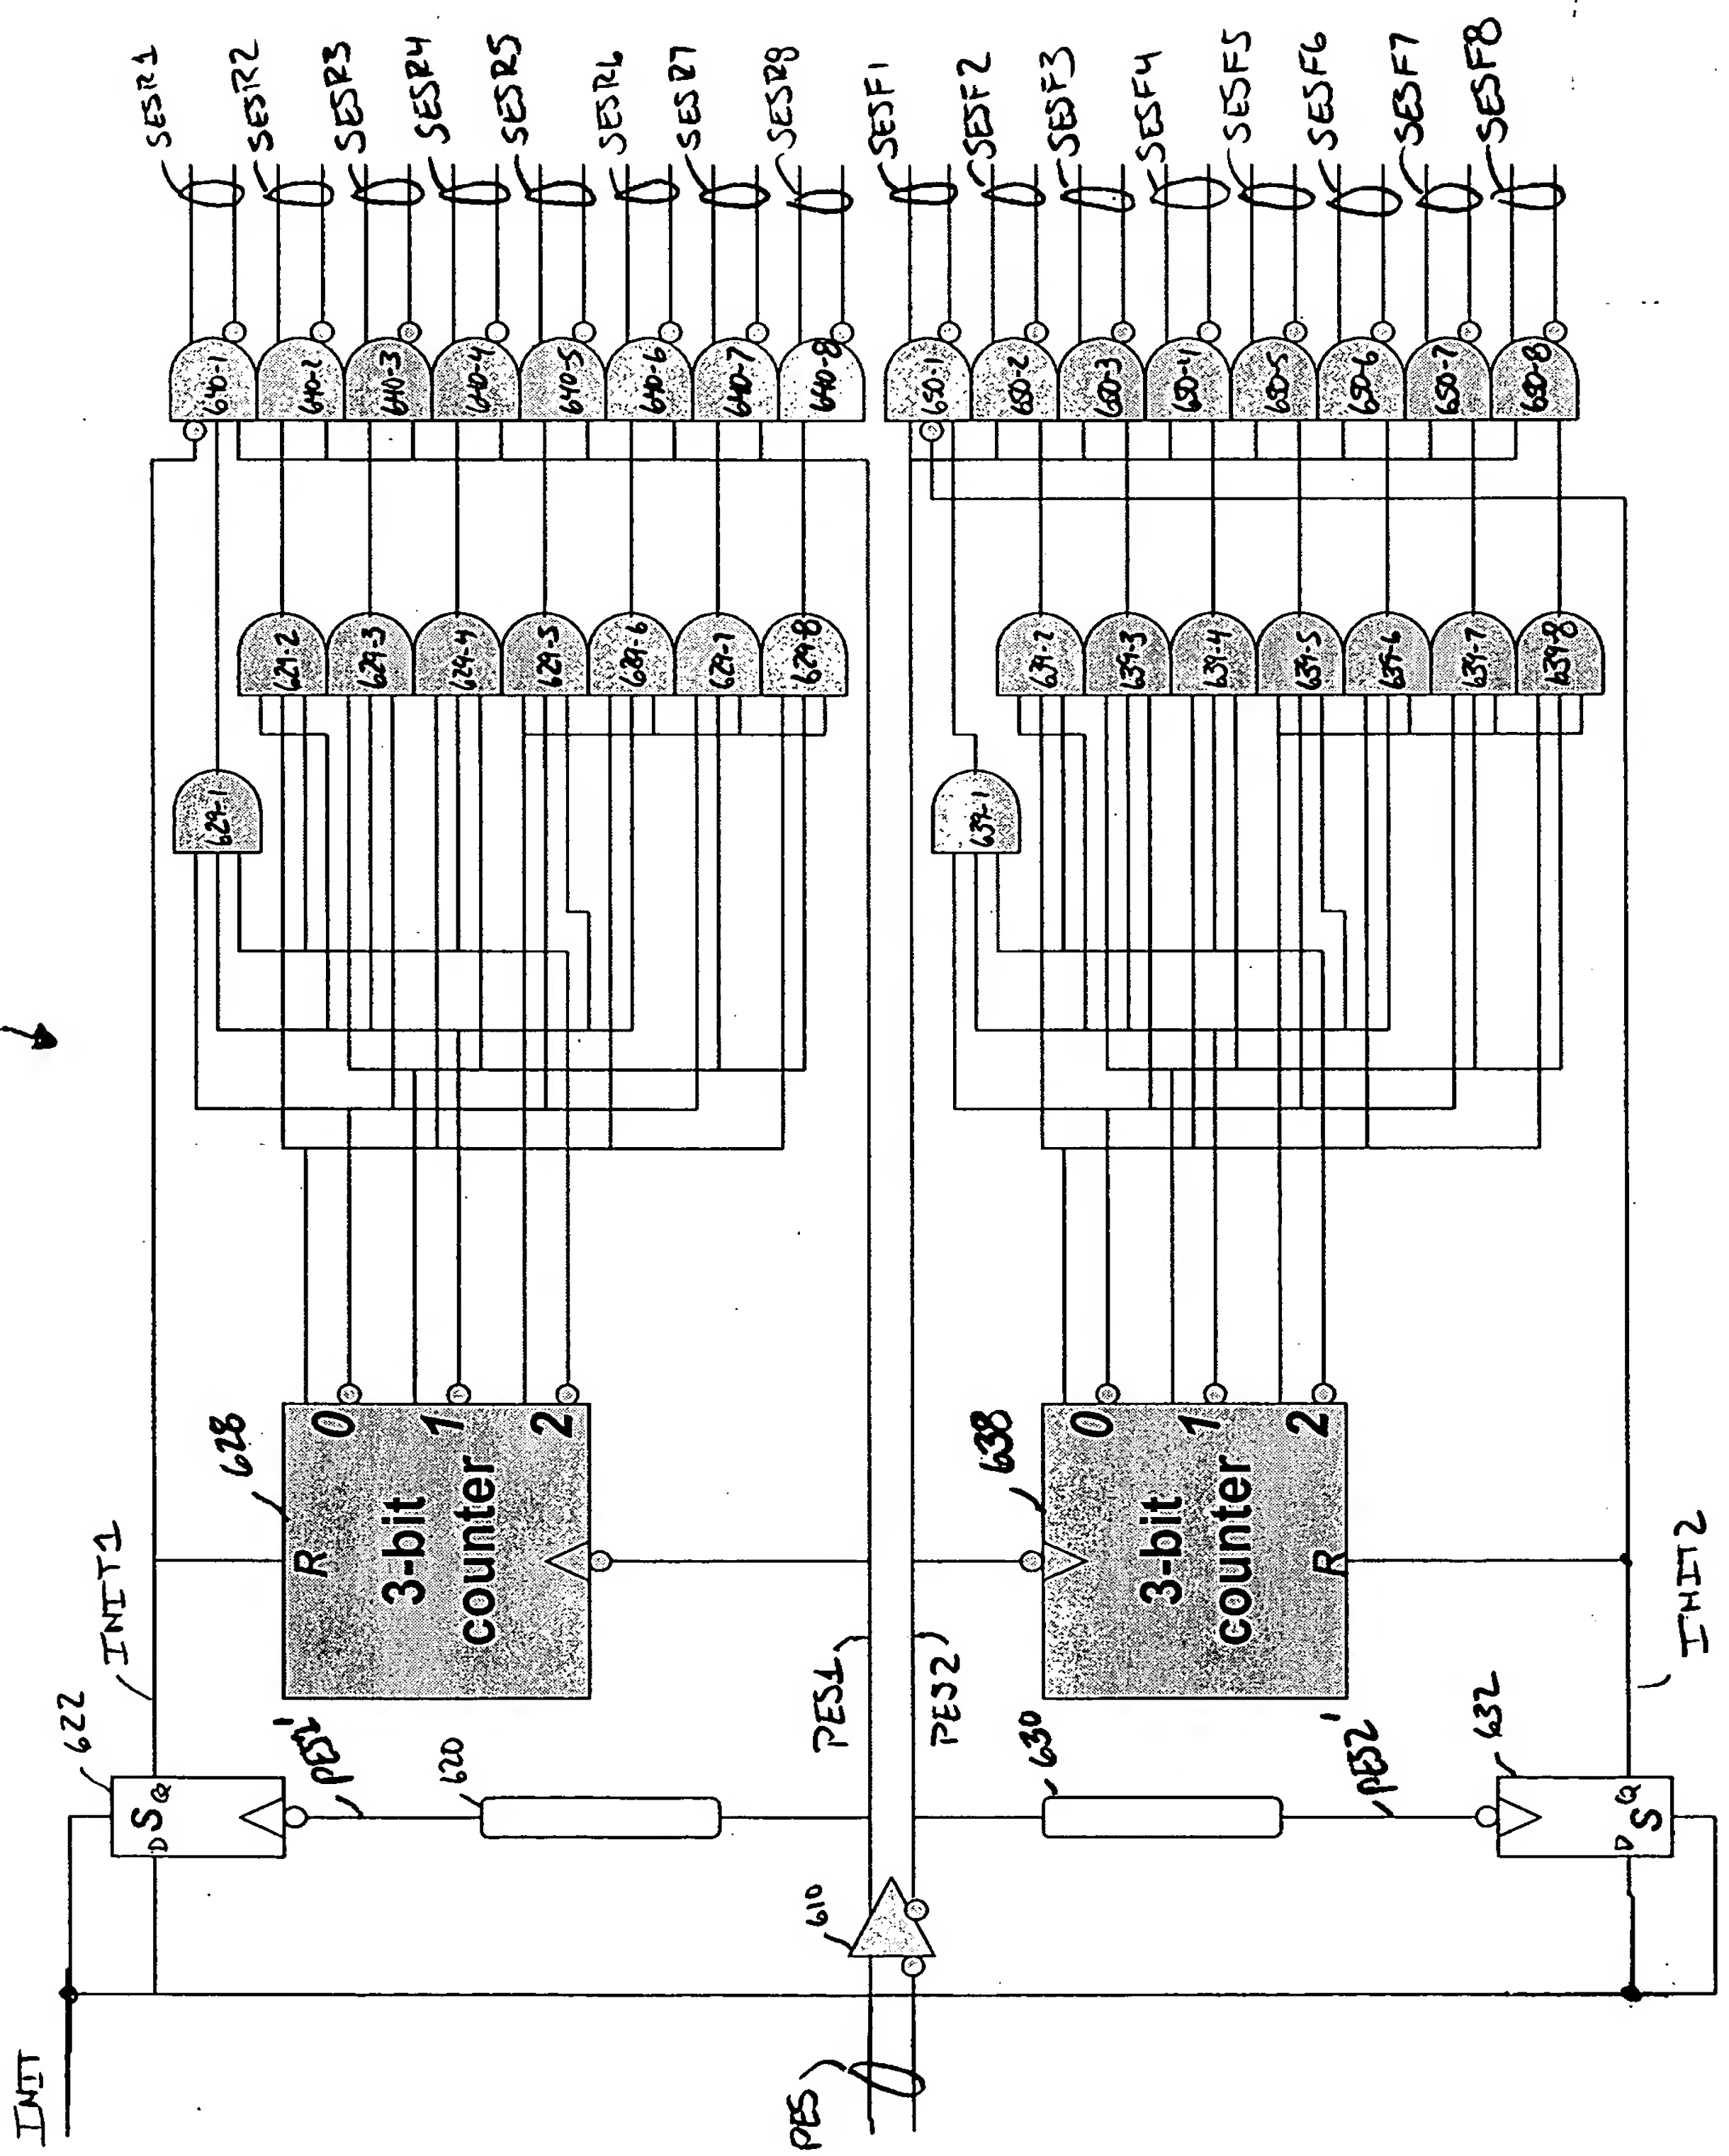 INIT
INIT1
622
S
D
Q
PES1'
620
628
R
3-bit
counter
0
1
2
629-1
629-2
629-3
629-4
629-5
629-6
629-7
629-8
640-1
640-2
640-3
640-4
640-5
640-6
640-7
640-8
SESR1
SESR2
SESR3
SESR4
SESR5
SESR6
SESR7
SESR8
PES
610
PES1
PES2
630
PES2'
632
D
S
Q
INIT2
638
3-bit
counter
R
0
1
2
639-1
639-2
639-3
639-4
639-5
639-6
639-7
639-8
650-1
650-2
650-3
650-4
650-5
650-6
650-7
650-8
SESF1
SESF2
SESF3
SESF4
SESF5
SESF6
SESF7
SESF8